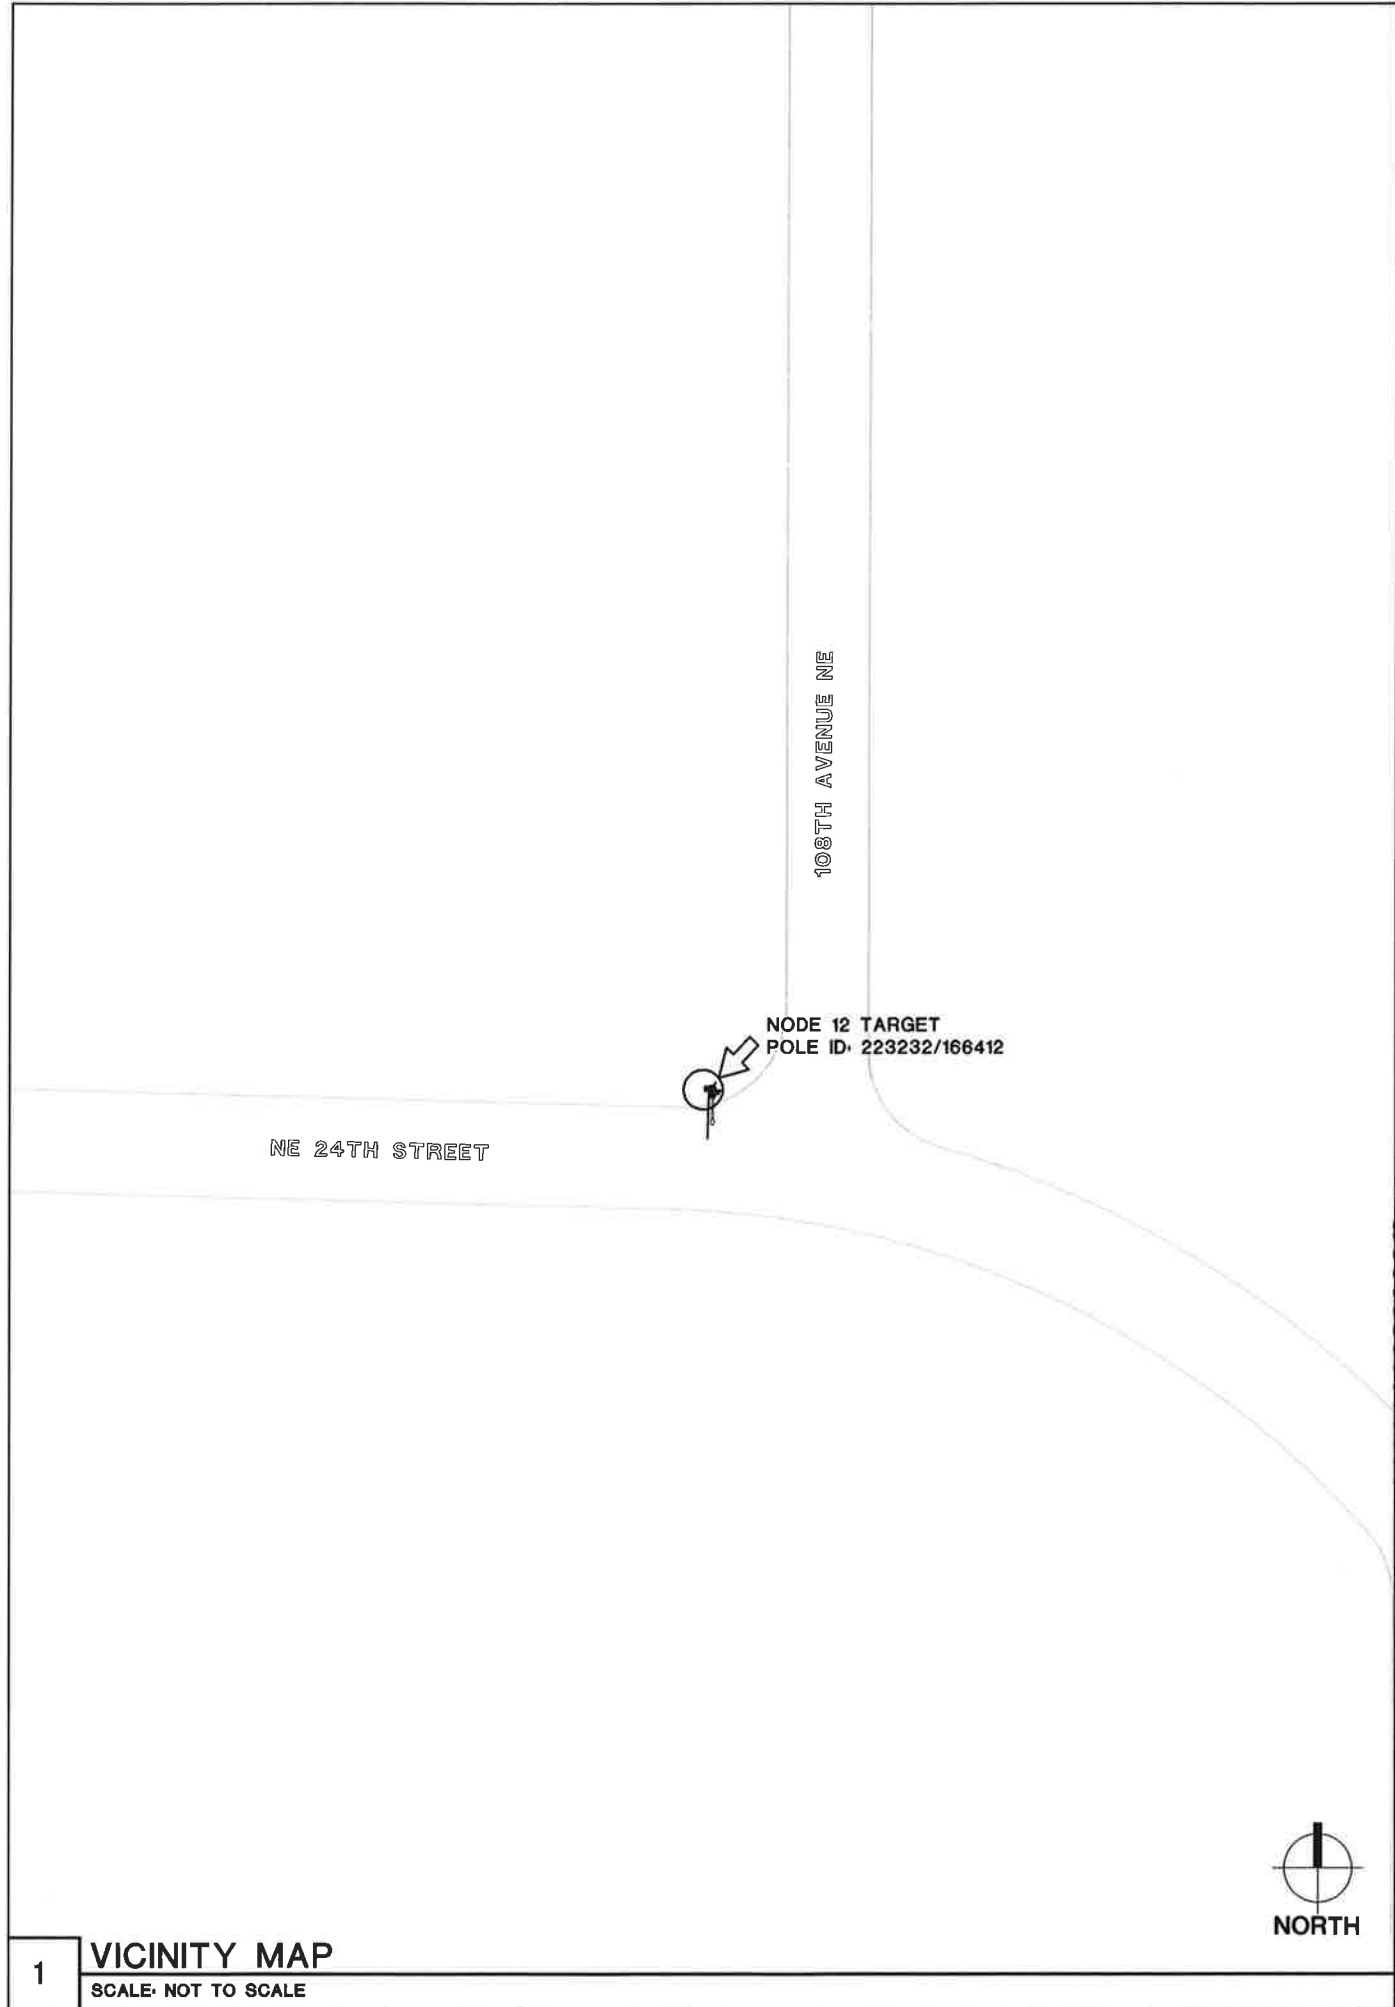 108TH AVENUE NE
NODE 12 TARGET
POLE ID: 223232/166412
NE 24TH STREET
NORTH
1
VICINITY MAP
SCALE: NOT TO SCALE